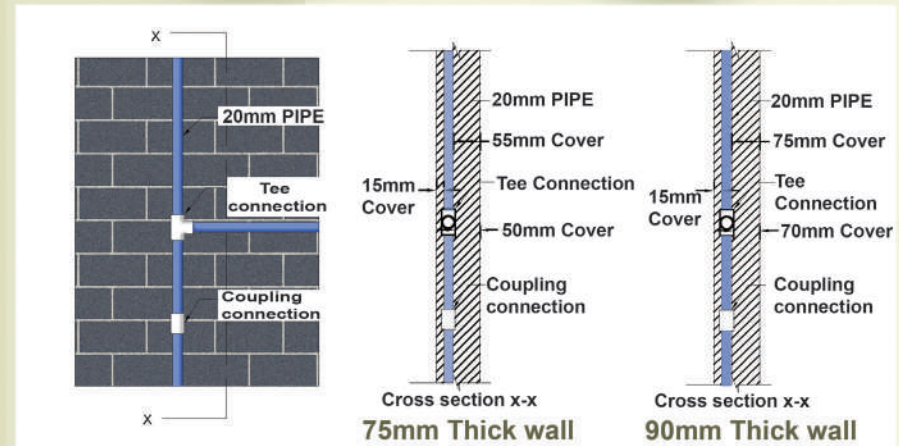 x
20mm PIPE
Tee
connection
Coupling
connection
x
20mm PIPE
55mm Cover
15mm
Cover
Tee Connection
50mm Cover
Coupling
connection
Cross section x-x
75mm Thick wall
20mm PIPE
75mm Cover
15mm
Cover
Tee
Connection
70mm Cover
Coupling
connection
Cross section x-x
90mm Thick wall